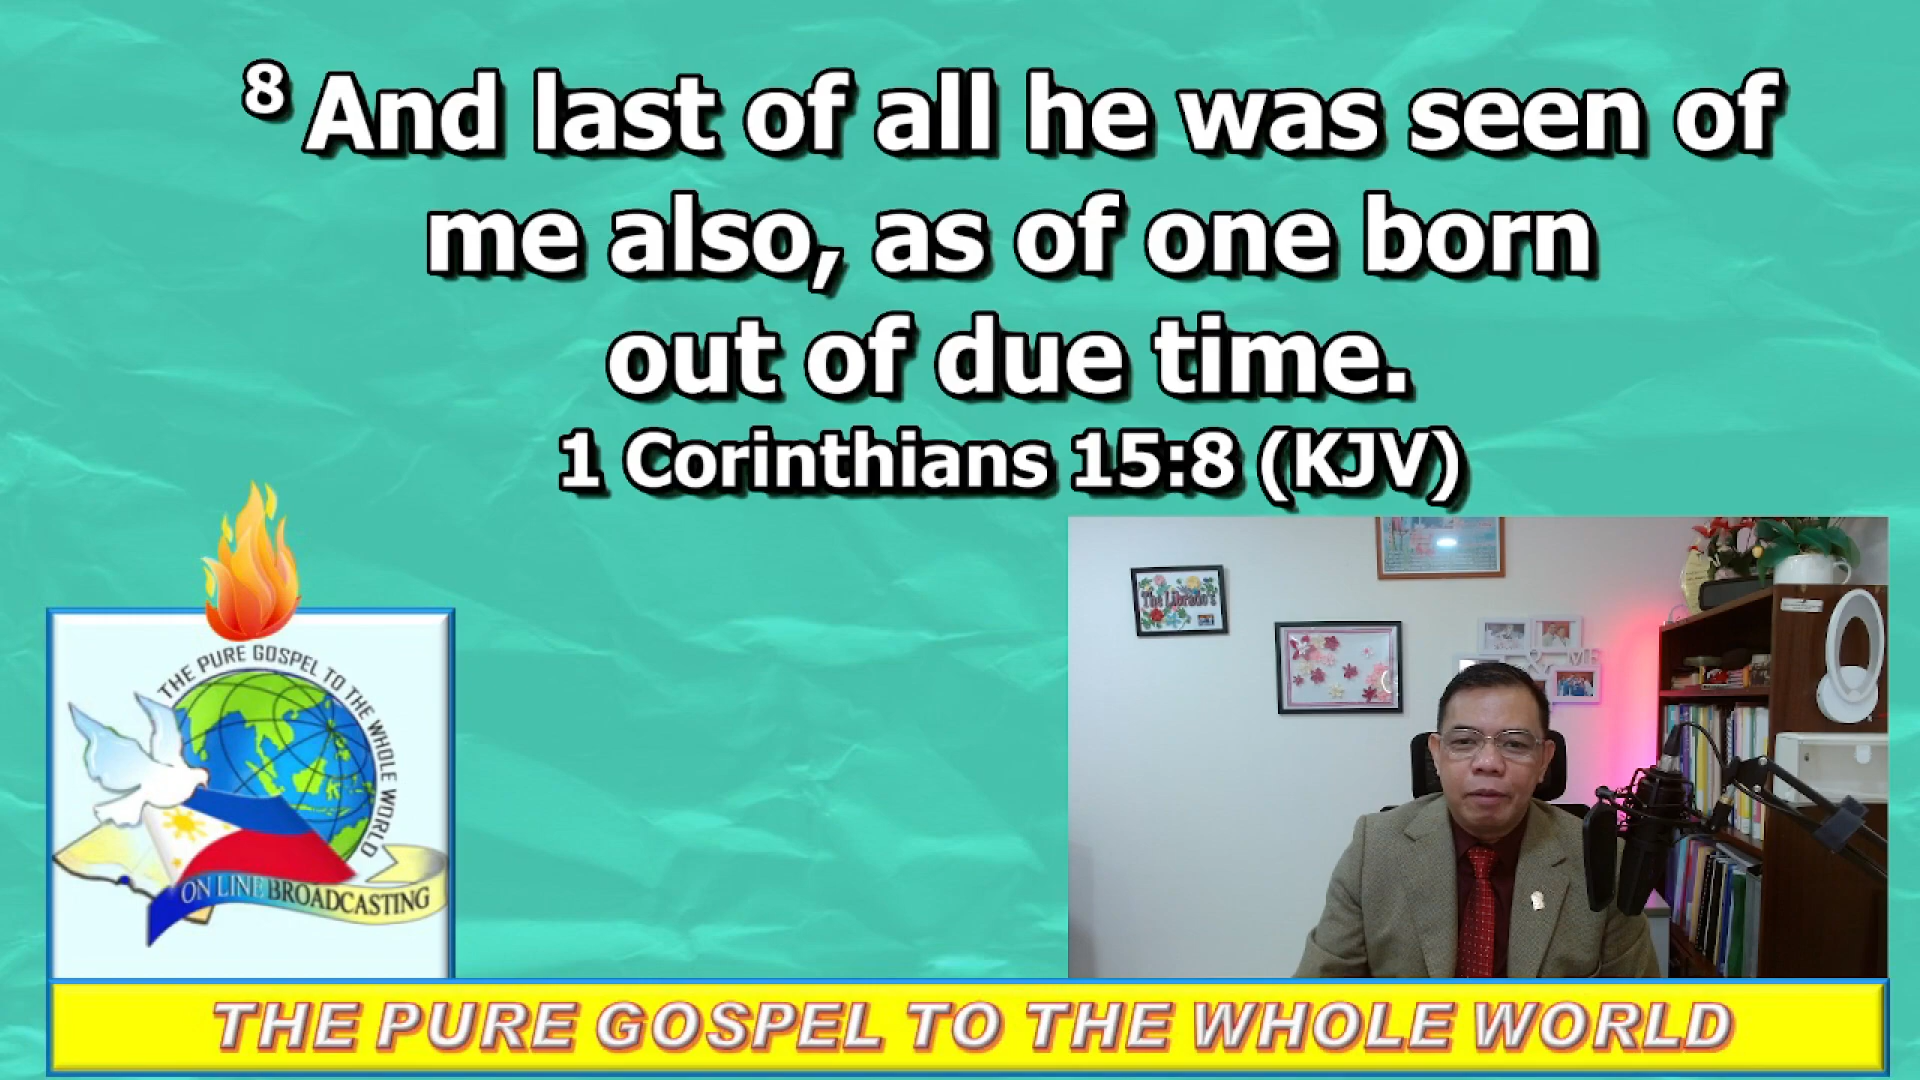 8 And last of all he was seen of
me also, as of one born
out of due time.
1 Corinthians 15:8 (KJV)
The Librado's
THE PURE GOSPEL TO THE WHOLE WORLD
ON LINE BROADCASTING
THE PURE GOSPEL TO THE WHOLE WORLD